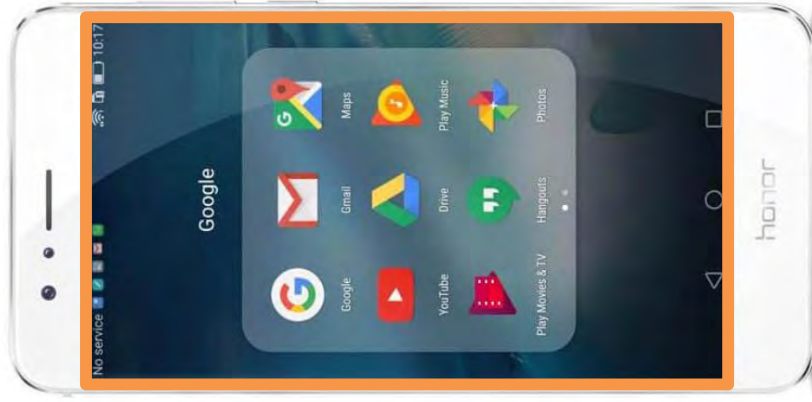 No service 10:17
Google
Google Gmail Maps
YouTube Drive Play Music
Play Movies & TV Hangouts Photos
honor